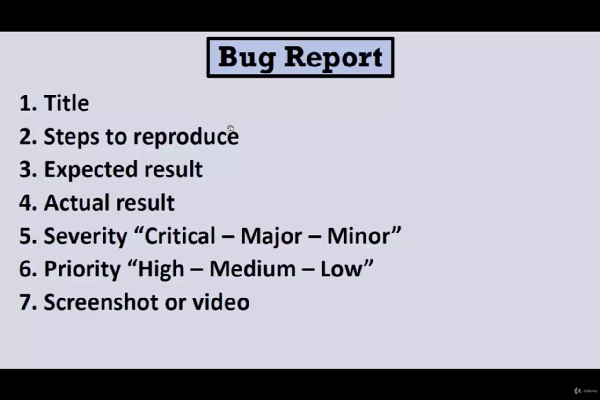 Bug Report
1. Title
2. Steps to reproduce
3. Expected result
4. Actual result
5. Severity “Critical – Major – Minor”
6. Priority “High – Medium – Low”
7. Screenshot or video